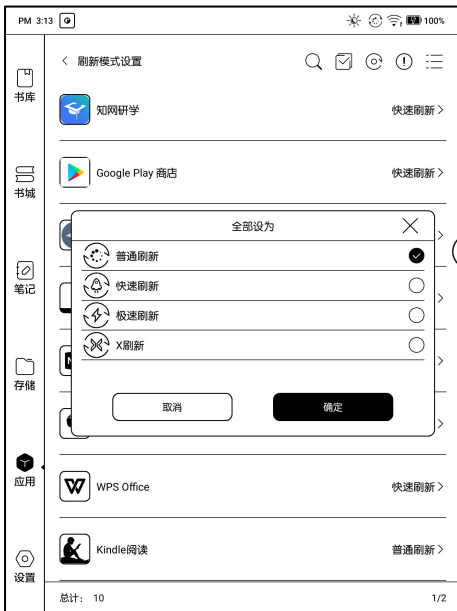 PM 3:13 100%
刷新模式设置
书库
知网研学 快速刷新
Google Play 商店 快速刷新
书城
全部设为
普通刷新
快速刷新
笔记
极速刷新
X刷新
存储
取消 确定
应用
WPS Office 快速刷新
Kindle阅读 普通刷新
设置
总计: 10 1/2